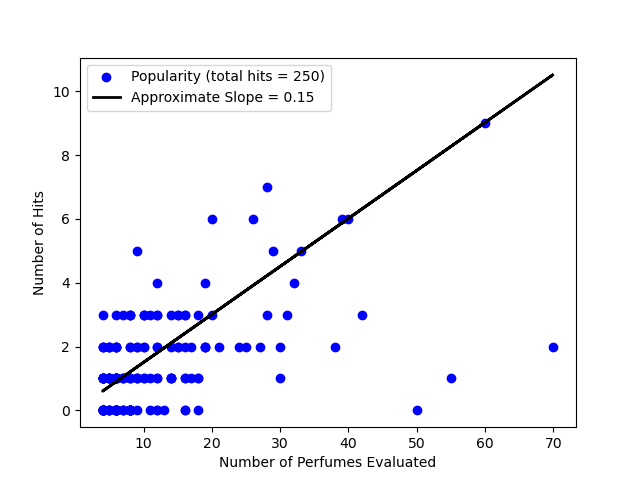 Popularity (total hits = 250)
Approximate Slope = 0.15
Number of Hits
10
8
6
4
2
0
10 20 30 40 50 60 70
Number of Perfumes Evaluated